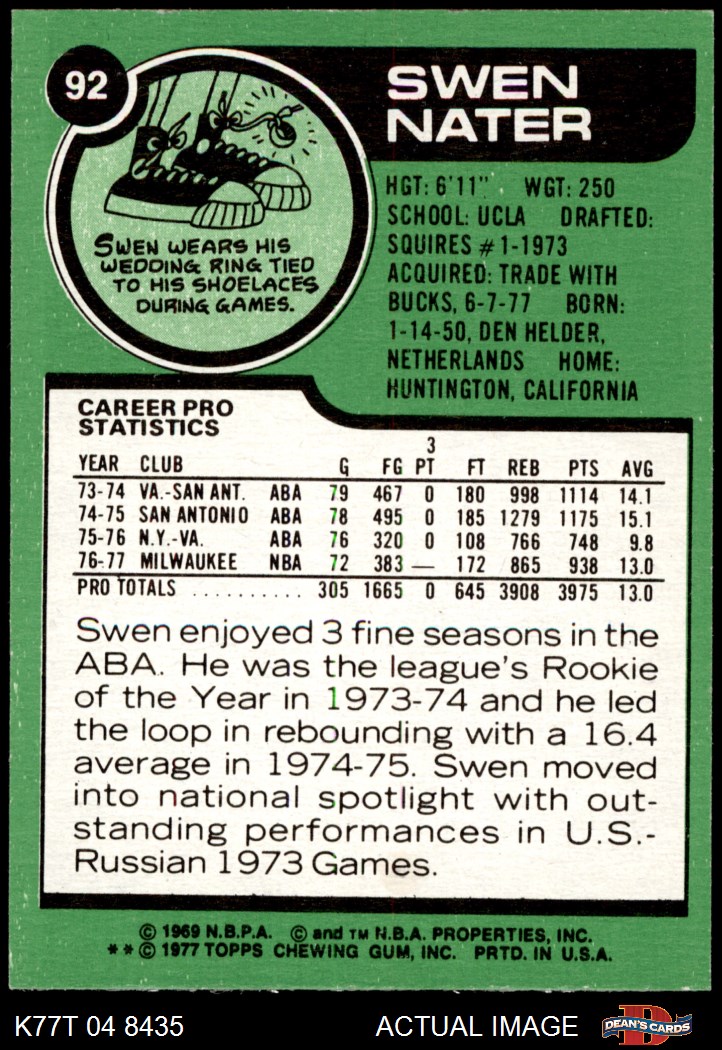 92
SWEN
NATER
SWEN WEARS HIS
WEDDING RING TIED
TO HIS SHOELACES
DURING GAMES.
HGT: 6'11" WGT: 250
SCHOOL: UCLA DRAFTED:
SQUIRES #1-1973
ACQUIRED: TRADE WITH
BUCKS, 6-7-77 BORN:
1-14-50, DEN HELDER,
NETHERLANDS HOME:
HUNTINGTON, CALIFORNIA
CAREER PRO
STATISTICS
YEAR CLUB G FG 3 PT FT REB PTS AVG
73-74 VA.-SAN ANT. ABA 79 467 0 180 998 1114 14.1
74-75 SAN ANTONIO ABA 78 495 0 185 1279 1175 15.1
75-76 N.Y.-VA. ABA 76 320 0 108 766 748 9.8
76-77 MILWAUKEE NBA 72 383 — 172 865 938 13.0
PRO TOTALS .......... 305 1665 0 645 3908 3975 13.0
Swen enjoyed 3 fine seasons in the
ABA. He was the league's Rookie
of the Year in 1973-74 and he led
the loop in rebounding with a 16.4
average in 1974-75. Swen moved
into national spotlight with out-
standing performances in U.S.-
Russian 1973 Games.
© 1969 N.B.P.A. © and TM N.B.A. PROPERTIES, INC.
** © 1977 TOPPS CHEWING GUM, INC. PRTD. IN U.S.A.
K77T 04 8435 ACTUAL IMAGE D DEAN'S CARDS